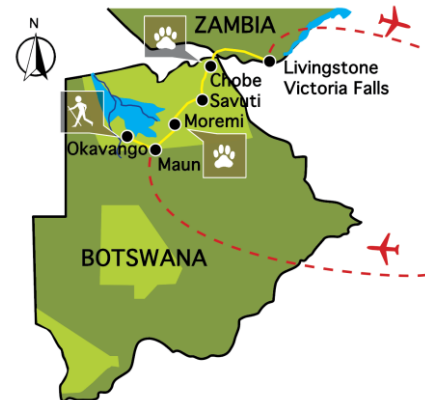 N
ZAMBIA
Livingstone
Victoria Falls
Chobe
Savuti
Moremi
Okavango
Maun
BOTSWANA